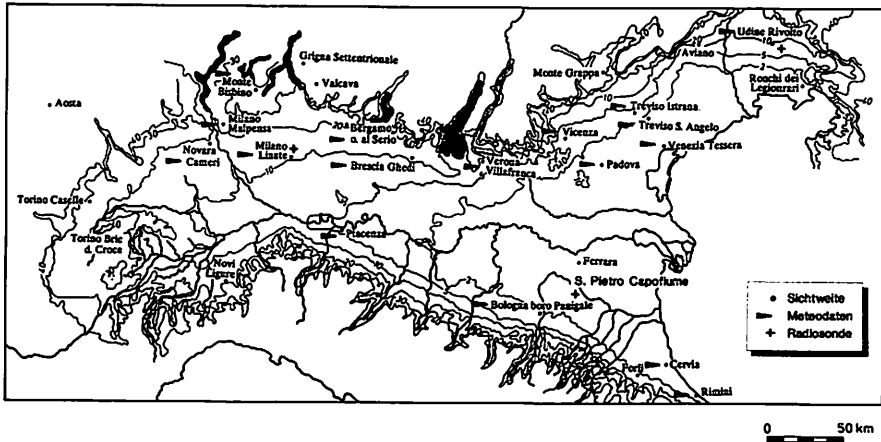 Udine Rivolto
Aviano
Grigna Settentrionale
Monte Grappa
Ronchi dei
Legionari
Valcava
Monte
Bisbino
Aosta
Treviso Istrana
Milano
Malpensa
Bergamo
o. al Serio
Vicenza
Treviso S. Angelo
Novara
Cameri
Milano
Linate
Venezia Tessera
Brescia Ghedi
Verona
Villafranca
Padova
Torino Caselle
Torino Bric
d. Croce
Piacenza
Novi
Ligure
Ferrara
S. Pietro Capofiume
Bologna boro Panigale
Sichtweite
Meteodaten
Radiosonde
Forlì
Cervia
Rimini
0 50 km